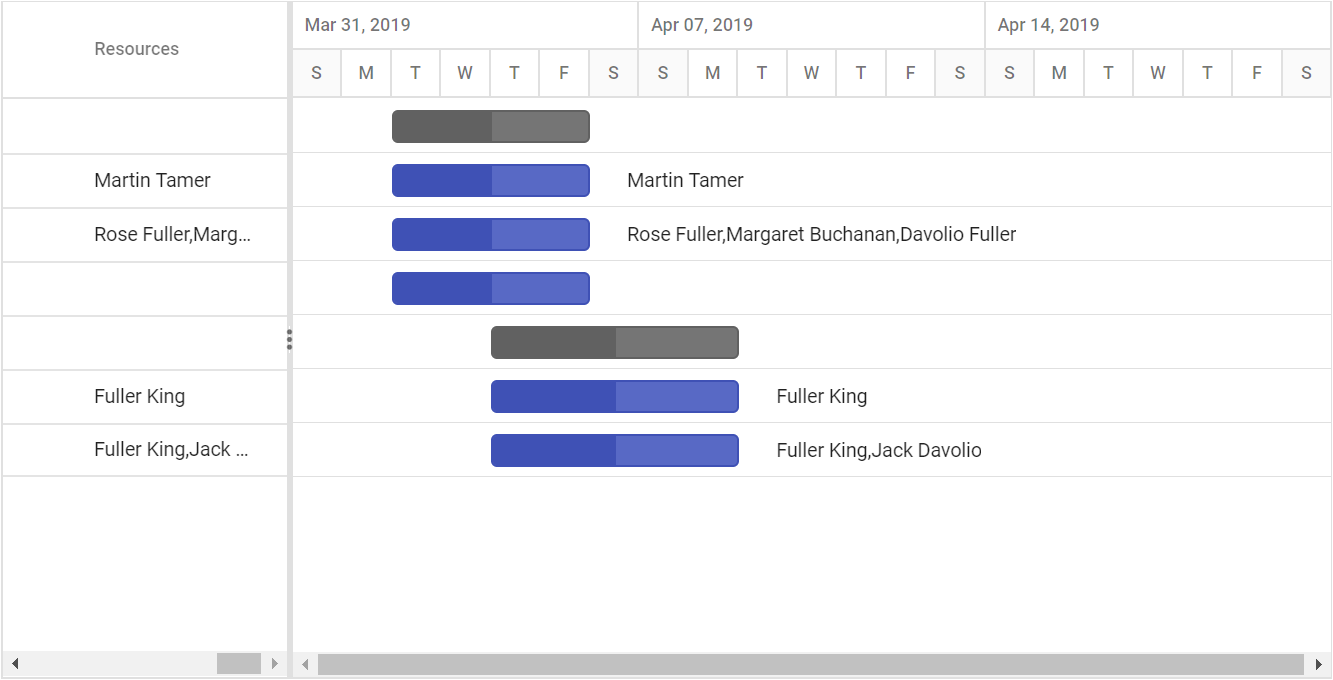 Resources
Mar 31, 2019 Apr 07, 2019 Apr 14, 2019
S M T W T F S S M T W T F S S M T W T F S
Martin Tamer Martin Tamer
Rose Fuller,Marg... Rose Fuller,Margaret Buchanan,Davolio Fuller
Fuller King Fuller King
Fuller King,Jack ... Fuller King,Jack Davolio